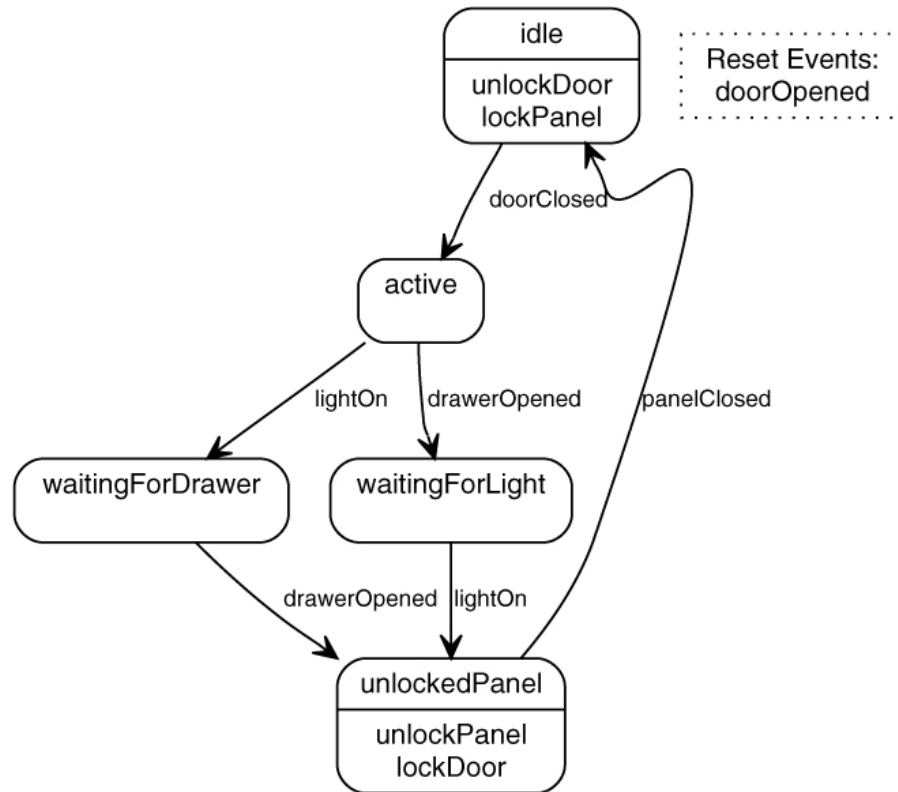 idle
unlockDoor
lockPanel
Reset Events:
doorOpened
doorClosed
active
lightOn
drawerOpened
panelClosed
waitingForDrawer
waitingForLight
drawerOpened
lightOn
unlockedPanel
unlockPanel
lockDoor